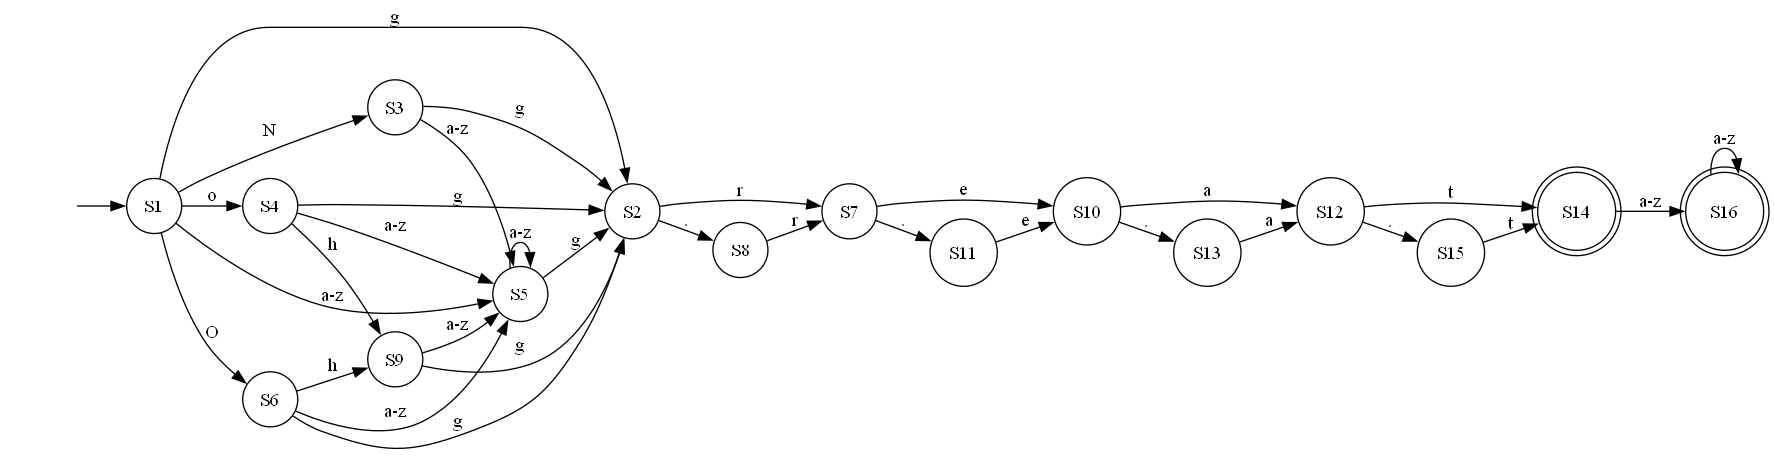 g
N
g
a-z
S3
a-z
r
e
a
t
a-z
S1
o
S4
g
S2
S7
S10
S12
S14
S16
a-z
h
a-z
g
.
r
.
e
.
a
.
t
S8
S11
S13
S15
a-z
S5
O
a-z
g
h
S9
S6
a-z
g